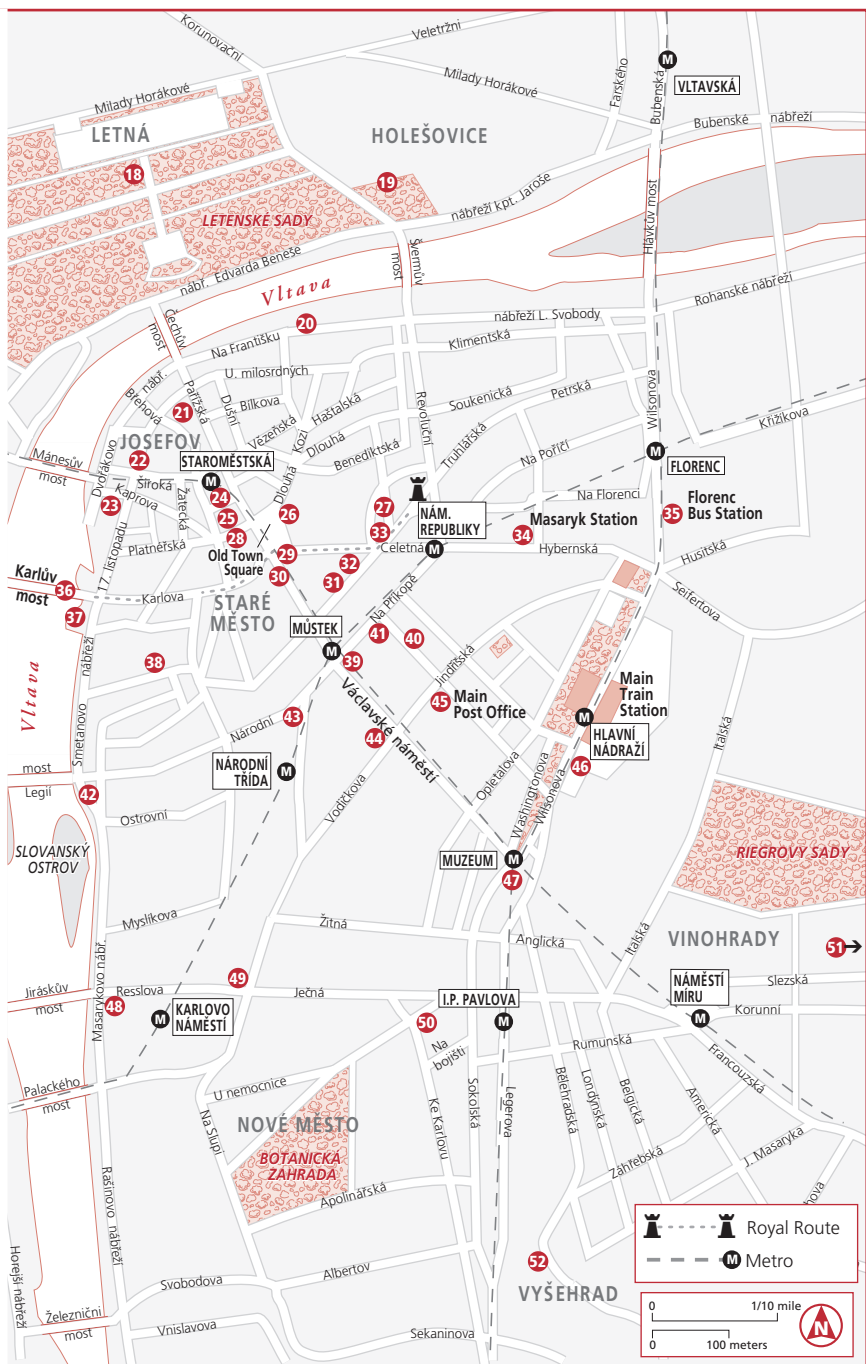 Korunovační
Veletržni
Milady Horákové
VLTAVSKÁ
Farského
Bubenská
Milady Horákové
Bubenské nábřeží
LETNÁ
HOLEŠOVICE
18
19
LETENSKÉ SADY
nábřeží kpt. Jaroše
Hlávkův most
Švermův
most
nábř. Edvarda Beneše
Vltava
Rohanské nábřeží
Čechův
most
nábřeží L. Svobody
20
Na Františku
Klimentská
U. milosrdných
nábř.
Břehová
21
Pařížská
Dušní
Bílkova
Haštalská
Kozí
Vězeňská
Dlouhá
Soukenická
Petrská
Revoluční
Wilsonova
Křižikova
JOSEFOV
Mánesův
most
22
STAROMĚSTSKÁ
Benediktská
Truhlářská
Na Poříčí
FLORENC
Dvořákovo
Široká
Kaprova
Žatecká
24
Dlouhá
23
25
26
27
NÁM.
REPUBLIKY
Na Florenci
35
Florenc
Bus Station
Platnéřská
28
33
34
Masaryk Station
Old Town
Square
29
Celetná
Hybernská
Husitská
17. listopadu
Karlův
most
36
30
31
32
Karlova
37
STARÉ
MĚSTO
Na Příkopě
Seifertova
MŮSTEK
41
40
Jindřišská
nábřeží
38
39
Vltava
Smetanovo
Václavské náměstí
45
Main
Post Office
Main
Train
Station
Italská
Národní
43
44
HLAVNÍ
NÁDRAŽÍ
NÁRODNÍ
TŘÍDA
46
most
Legií
42
Vodičkova
Opletalova
Washingtonova
Wilsonova
Ostrovní
SLOVANSKÝ
OSTROV
MUZEUM
47
RIEGROVY SADY
Myslíkova
Žitná
Anglická
Italská
VINOHRADY
51
Masarykovo nábř.
49
Slezská
Jiráskův
most
Resslova
Ječná
NÁMĚSTÍ
MÍRU
48
KARLOVO
NÁMĚSTÍ
I.P. PAVLOVA
Korunní
50
Na
bojišti
Rumunská
Francouzska
Palackého
most
U nemocnice
Sokolská
Legerova
Bělehradská
Londýnská
Belgická
Americká
Na Slupi
Ke Karlovu
NOVÉ MĚSTO
BOTANICKÁ
ZAHRADA
Záhřebská
J. Masaryka
Apolinářská
Rašinovo nábřeží
Albertov
52
VYŠEHRAD
Horejší nábřeží
Svobodova
Železniční
most
Vnislavova
Sekaninova
Royal Route
M Metro
0 1/10 mile
0 100 meters
N